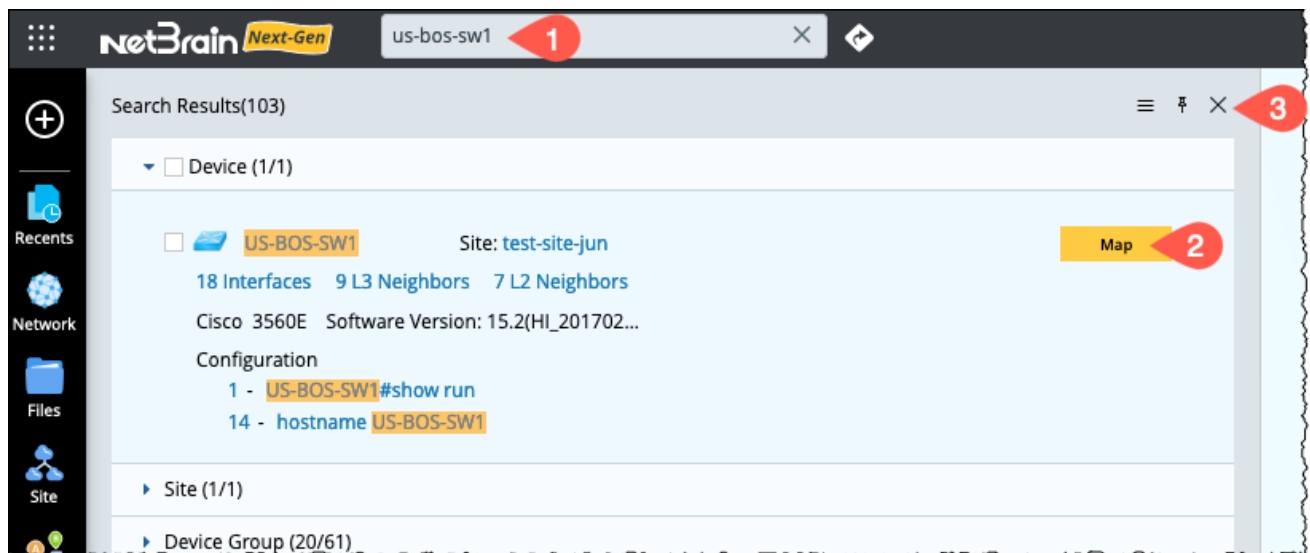 NetBrain Next-Gen us-bos-sw1 1
Search Results(103) 3
Device (1/1)
Recents
US-BOS-SW1 Site: test-site-jun Map 2
18 Interfaces 9 L3 Neighbors 7 L2 Neighbors
Network
Cisco 3560E Software Version: 15.2(HI_201702...
Configuration
1 - US-BOS-SW1#show run
Files
14 - hostname US-BOS-SW1
Site
Site (1/1)
Device Group (20/61)